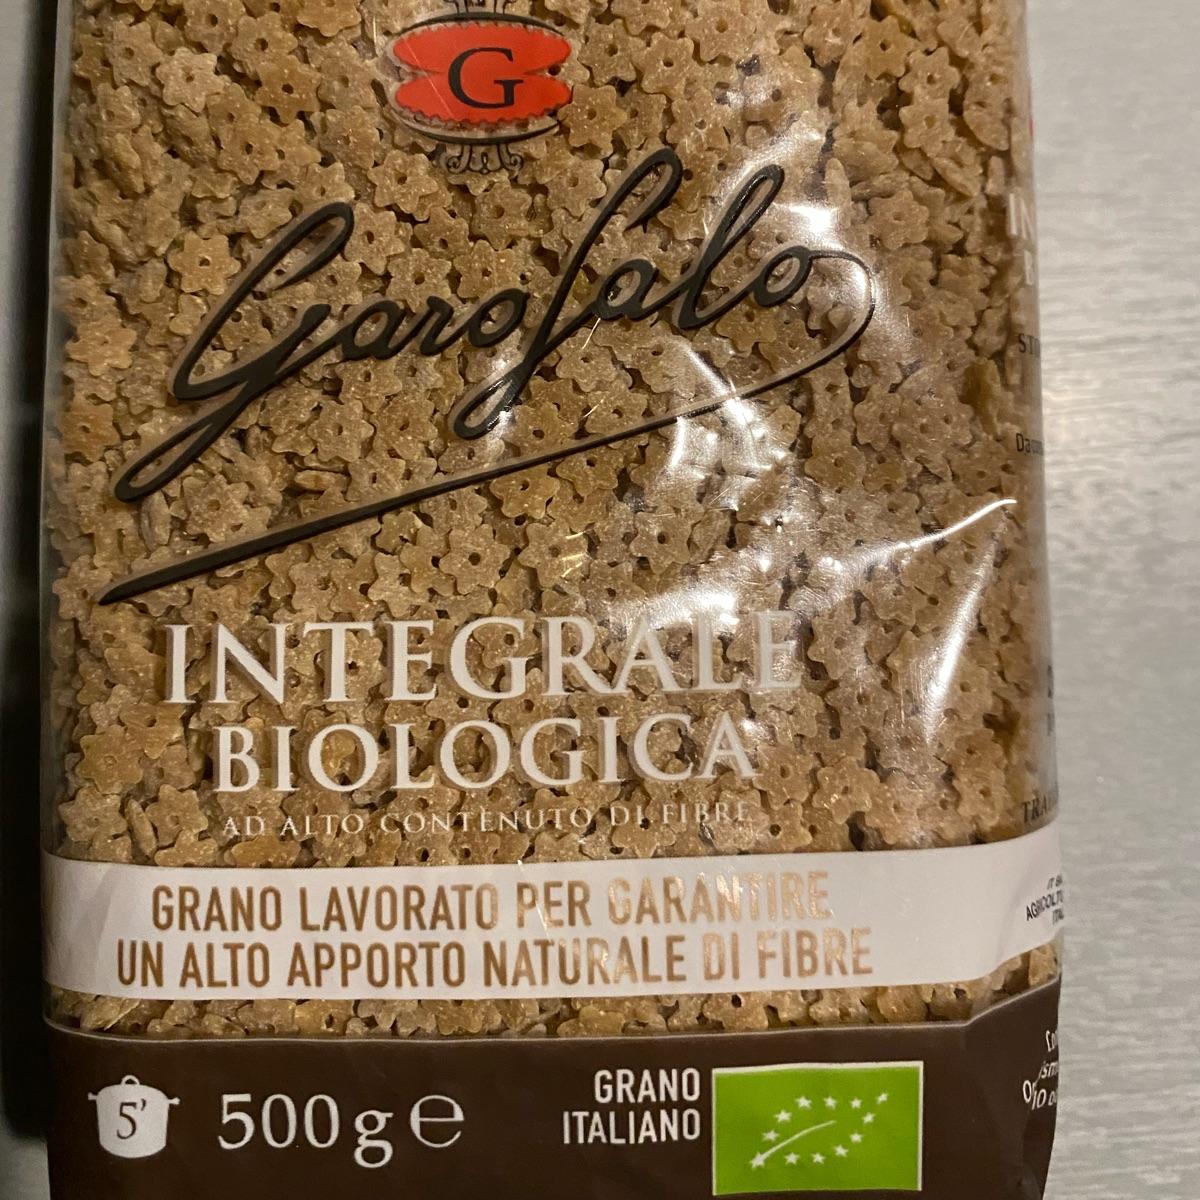 G
Garofalo
INTEGRALE
BIOLOGICA
AD ALTO CONTENUTO DI FIBRE
GRANO LAVORATO PER GARANTIRE
UN ALTO APPORTO NATURALE DI FIBRE
5'
500 g e
GRANO
ITALIANO